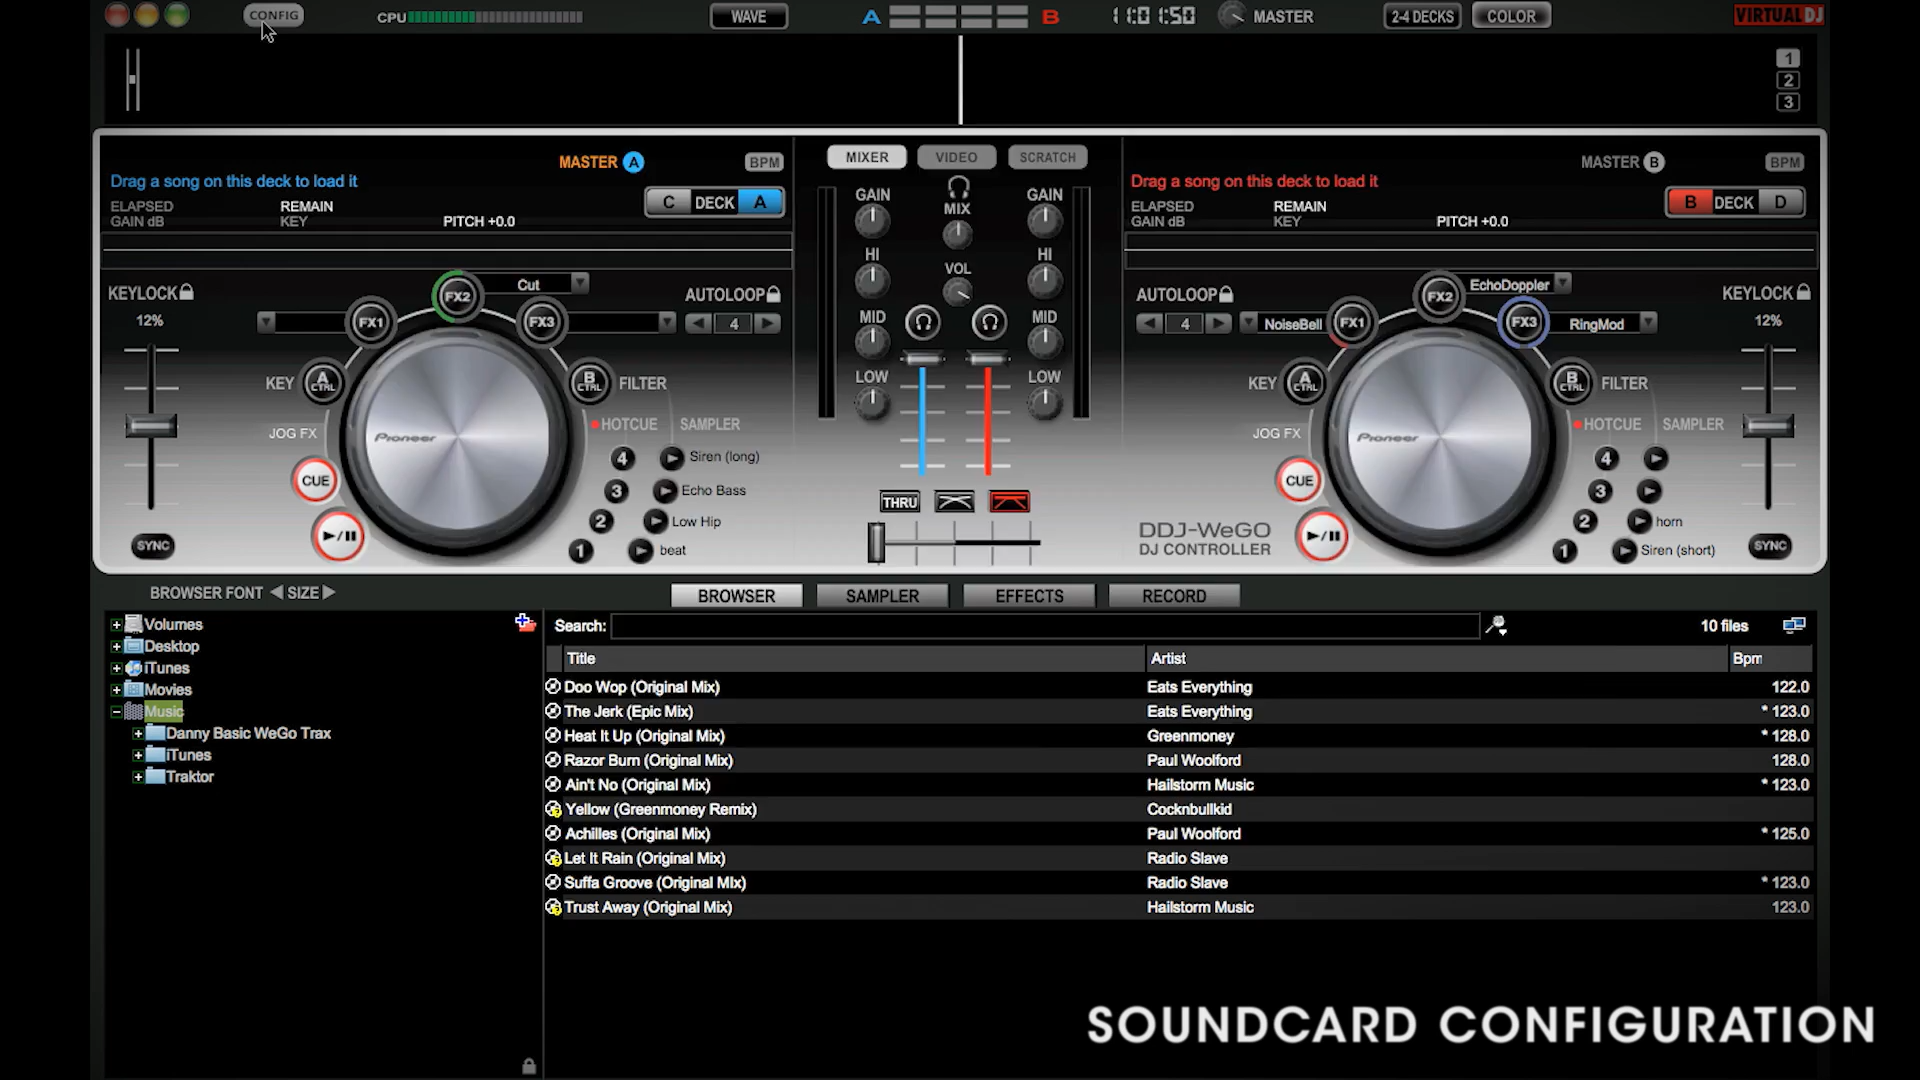 CONFIG CPU WAVE A B 11:01:50 MASTER 2-4 DECKS COLOR VIRTUAL DJ
1
2
3
MASTER A BPM
Drag a song on this deck to load it
ELAPSED REMAIN
GAIN dB KEY PITCH +0.0
C DECK A
KEYLOCK
12%
FX1 FX2 Cut FX3
AUTOLOOP
4
KEY A CTRL
B CTRL FILTER
JOG FX
HOTCUE SAMPLER
Pioneer
CUE
4 Siren (long)
3 Echo Bass
2 Low Hip
1 beat
SYNC
MIXER VIDEO SCRATCH
GAIN MIX GAIN
HI VOL HI
MID MID
LOW LOW
THRU
MASTER B BPM
Drag a song on this deck to load it
ELAPSED REMAIN
GAIN dB KEY PITCH +0.0
B DECK D
AUTOLOOP
4
NoiseBell FX1 FX2 EchoDoppler FX3 RingMod
KEYLOCK
12%
KEY A CTRL
B CTRL FILTER
JOG FX
HOTCUE SAMPLER
Pioneer
CUE
4
3
2 horn
1 Siren (short)
DDJ-WeGO
DJ CONTROLLER
SYNC
BROWSER FONT SIZE
BROWSER SAMPLER EFFECTS RECORD
Volumes
Desktop
iTunes
Movies
Music
Danny Basic WeGo Trax
iTunes
Traktor
Search: 10 files
Title Artist Bpm
Doo Wop (Original Mix) Eats Everything 122.0
The Jerk (Epic Mix) Eats Everything * 123.0
Heat It Up (Original Mix) Greenmoney * 128.0
Razor Burn (Original Mix) Paul Woolford 128.0
Ain't No (Original Mix) Hailstorm Music * 123.0
Yellow (Greenmoney Remix) Cocknbullkid
Achilles (Original Mix) Paul Woolford * 125.0
Let It Rain (Original Mix) Radio Slave
Suffa Groove (Original MIx) Radio Slave * 123.0
Trust Away (Original Mix) Hailstorm Music 123.0
SOUNDCARD CONFIGURATION